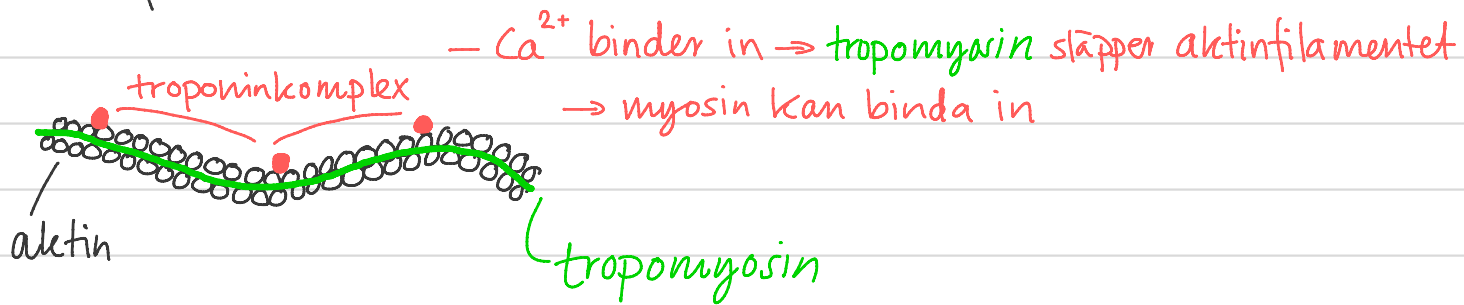 – Ca²⁺ binder in → tropomyosin släpper aktinfilamentet
→ myosin kan binda in
troponinkomplex
aktin
tropomyosin